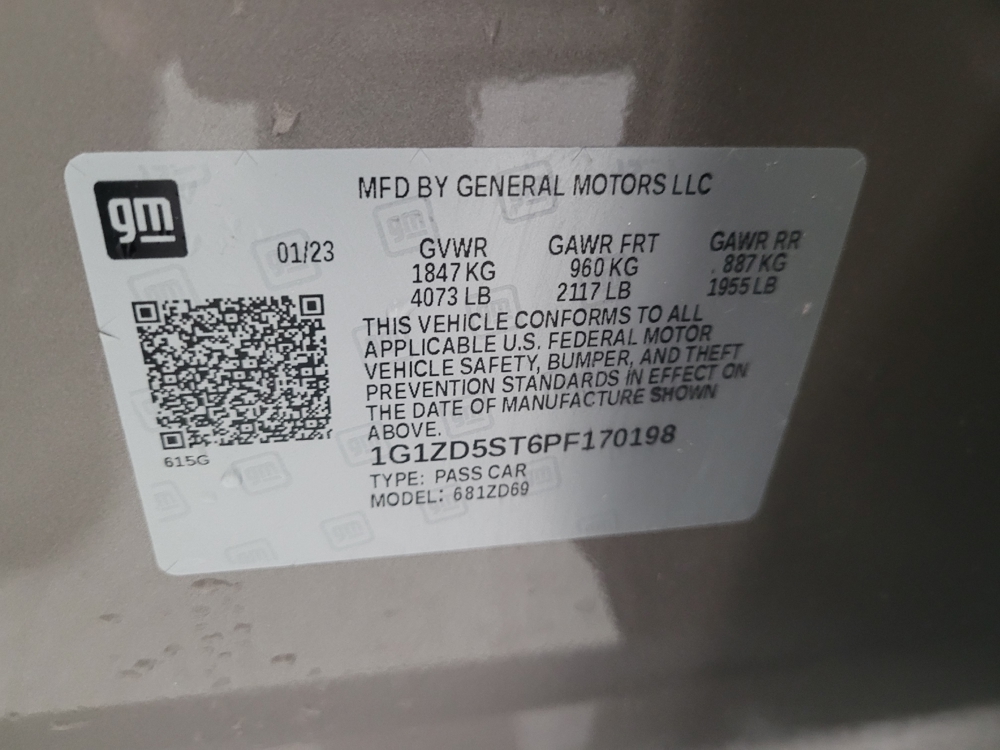 gm
MFD BY GENERAL MOTORS LLC
01/23 GVWR GAWR FRT GAWR RR
1847 KG 960 KG 887 KG
4073 LB 2117 LB 1955 LB
THIS VEHICLE CONFORMS TO ALL
APPLICABLE U.S. FEDERAL MOTOR
VEHICLE SAFETY, BUMPER, AND THEFT
PREVENTION STANDARDS IN EFFECT ON
THE DATE OF MANUFACTURE SHOWN
ABOVE.
615G
1G1ZD5ST6PF170198
TYPE: PASS CAR
MODEL: 681ZD69